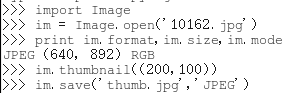 >>> import Image
>>> im = Image.open('10162.jpg')
>>> print im.format,im.size,im.mode
JPEG (640, 892) RGB
>>> im.thumbnail((200,100))
>>> im.save('thumb.jpg','JPEG')